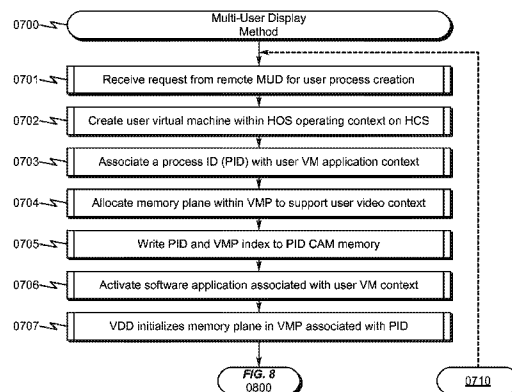 0700
Multi-User Display
Method
0701
Receive request from remote MUD for user process creation
0702
Create user virtual machine within HOS operating context on HCS
0703
Associate a process ID (PID) with user VM application context
0704
Allocate memory plane within VMP to support user video context
0705
Write PID and VMP index to PID CAM memory
0706
Activate software application associated with user VM context
0707
VDD initializes memory plane in VMP associated with PID
FIG. 8
0800
0710